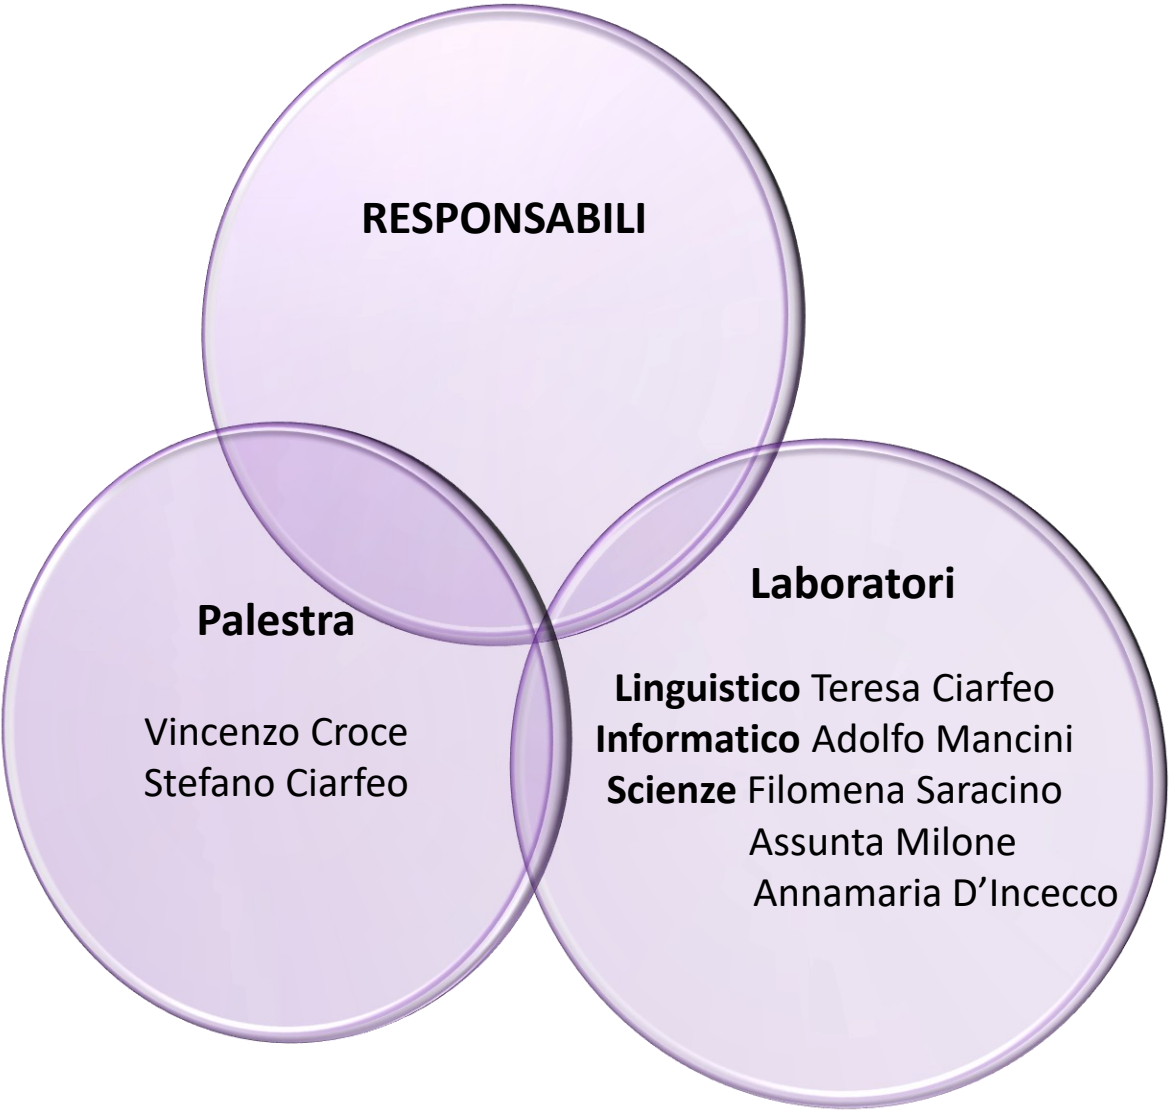 RESPONSABILI
Palestra
Vincenzo Croce
Stefano Ciarfeo
Laboratori
Linguistico Teresa Ciarfeo
Informatico Adolfo Mancini
Scienze Filomena Saracino
Assunta Milone
Annamaria D’Incecco